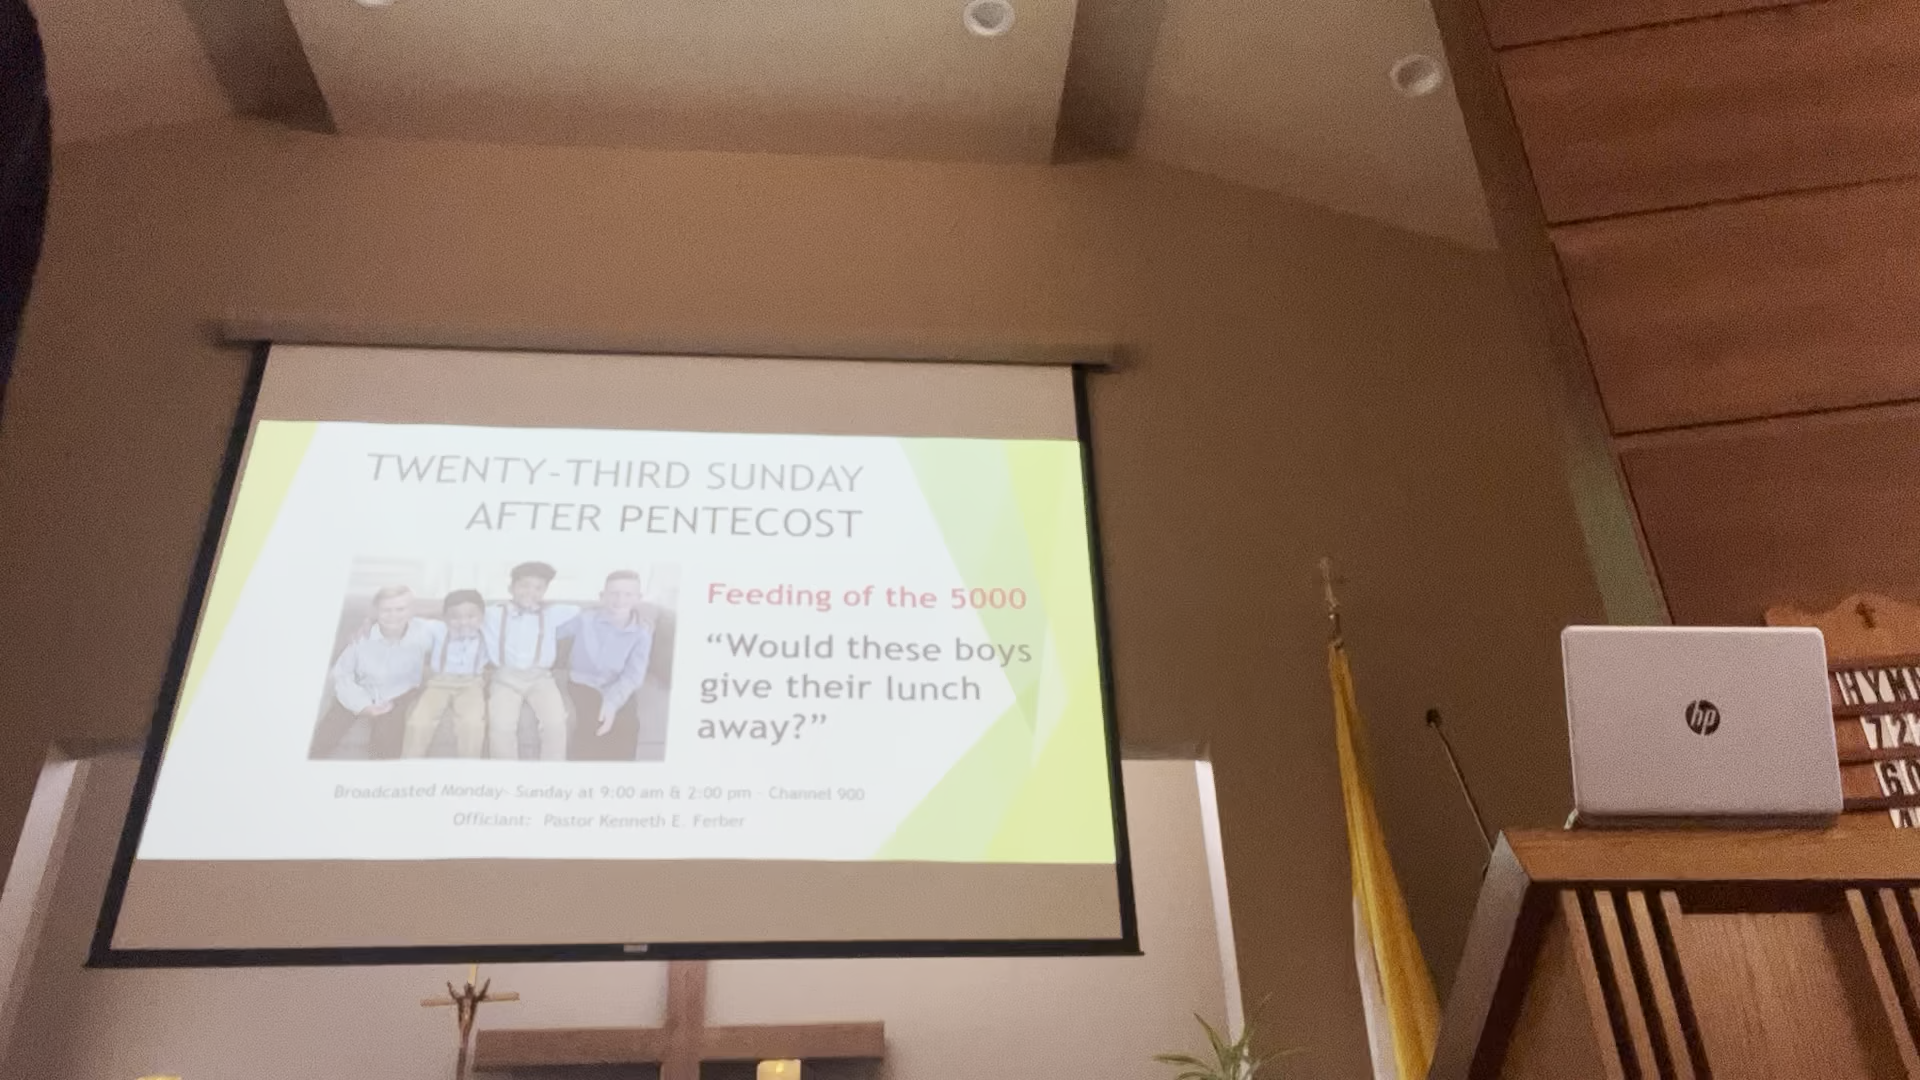 TWENTY-THIRD SUNDAY
AFTER PENTECOST
Feeding of the 5000
“Would these boys
give their lunch
away?”
Broadcasted Monday- Sunday at 9:00 am & 2:00 pm - Channel 900
Officiant: Pastor Kenneth E. Ferber
hp